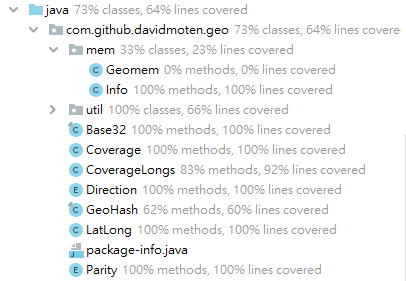 java 73% classes, 64% lines covered
com.github.davidmoten.geo 73% classes, 64% lines covered
mem 33% classes, 23% lines covered
Geomem 0% methods, 0% lines covered
Info 100% methods, 100% lines covered
util 100% classes, 66% lines covered
Base32 100% methods, 100% lines covered
Coverage 100% methods, 100% lines covered
CoverageLongs 83% methods, 92% lines covered
Direction 100% methods, 100% lines covered
GeoHash 62% methods, 60% lines covered
LatLong 100% methods, 100% lines covered
package-info.java
Parity 100% methods, 100% lines covered